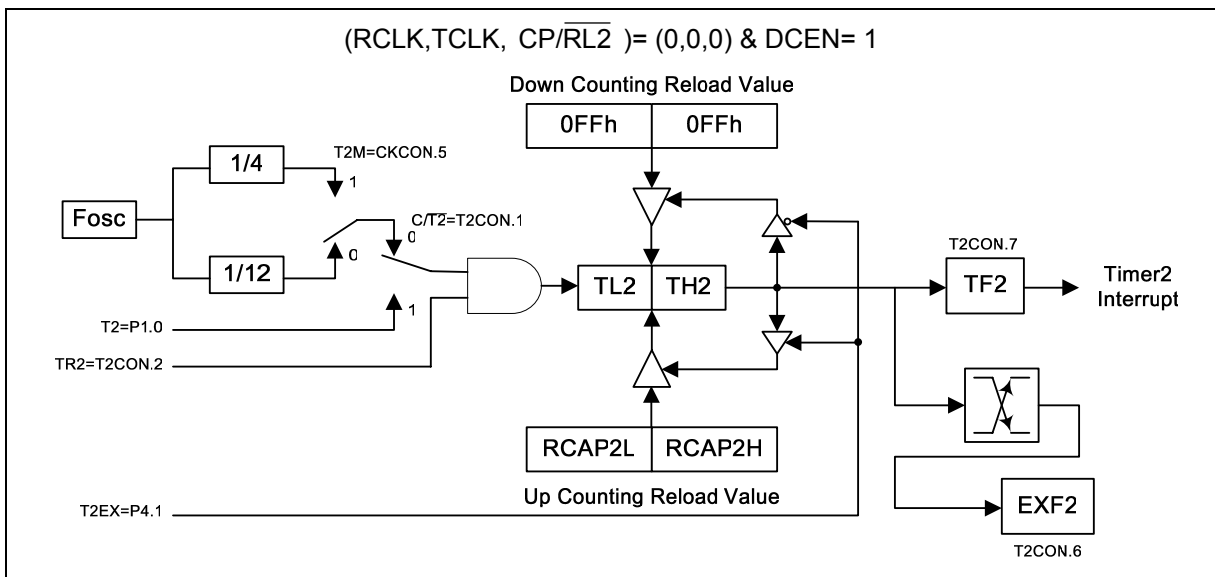 (RCLK,TCLK, CP/R̅L̅2̅ )= (0,0,0) & DCEN= 1
Down Counting Reload Value
0FFh 0FFh
T2M=CKCON.5
1/4
1
Fosc
C/T̅2̅=T2CON.1
0
0
1/12
T2CON.7
TL2 TH2
TF2
Timer2
Interrupt
1
T2=P1.0
TR2=T2CON.2
RCAP2L RCAP2H
Up Counting Reload Value
T2EX=P4.1
EXF2
T2CON.6